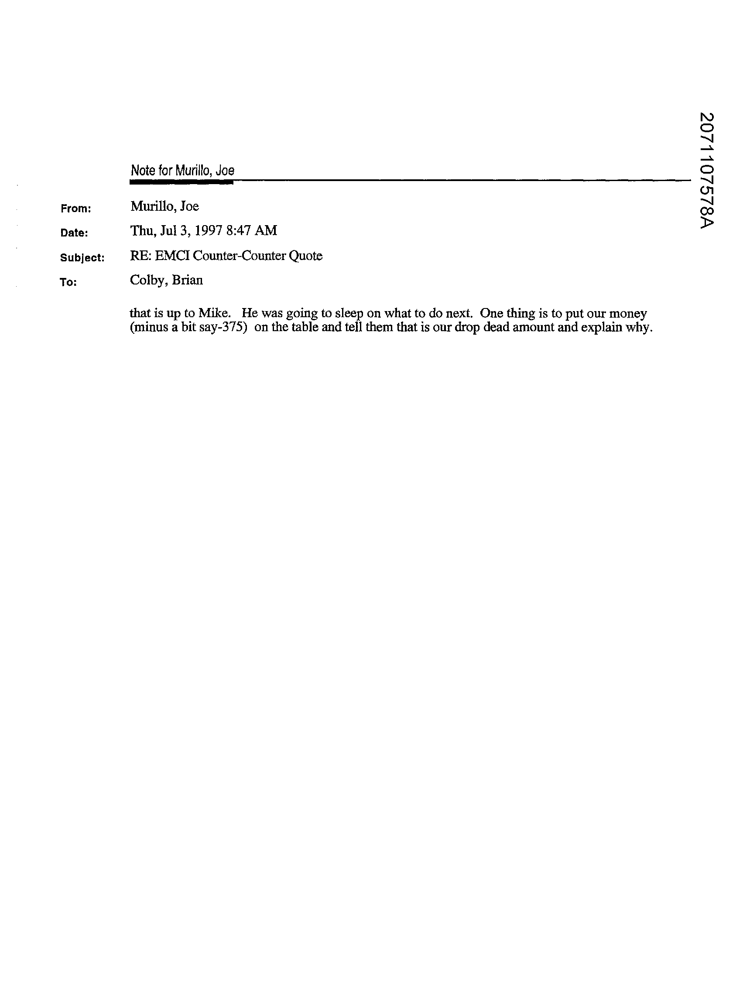 2071107578A
Note for Murillo, Joe
From: Murillo, Joe
Date: Thu, Jul 3, 1997 8:47 AM
Subject: RE: EMCI Counter-Counter Quote
To: Colby, Brian
that is up to Mike. He was going to sleep on what to do next. One thing is to put our money
(minus a bit say-375) on the table and tell them that is our drop dead amount and explain why.